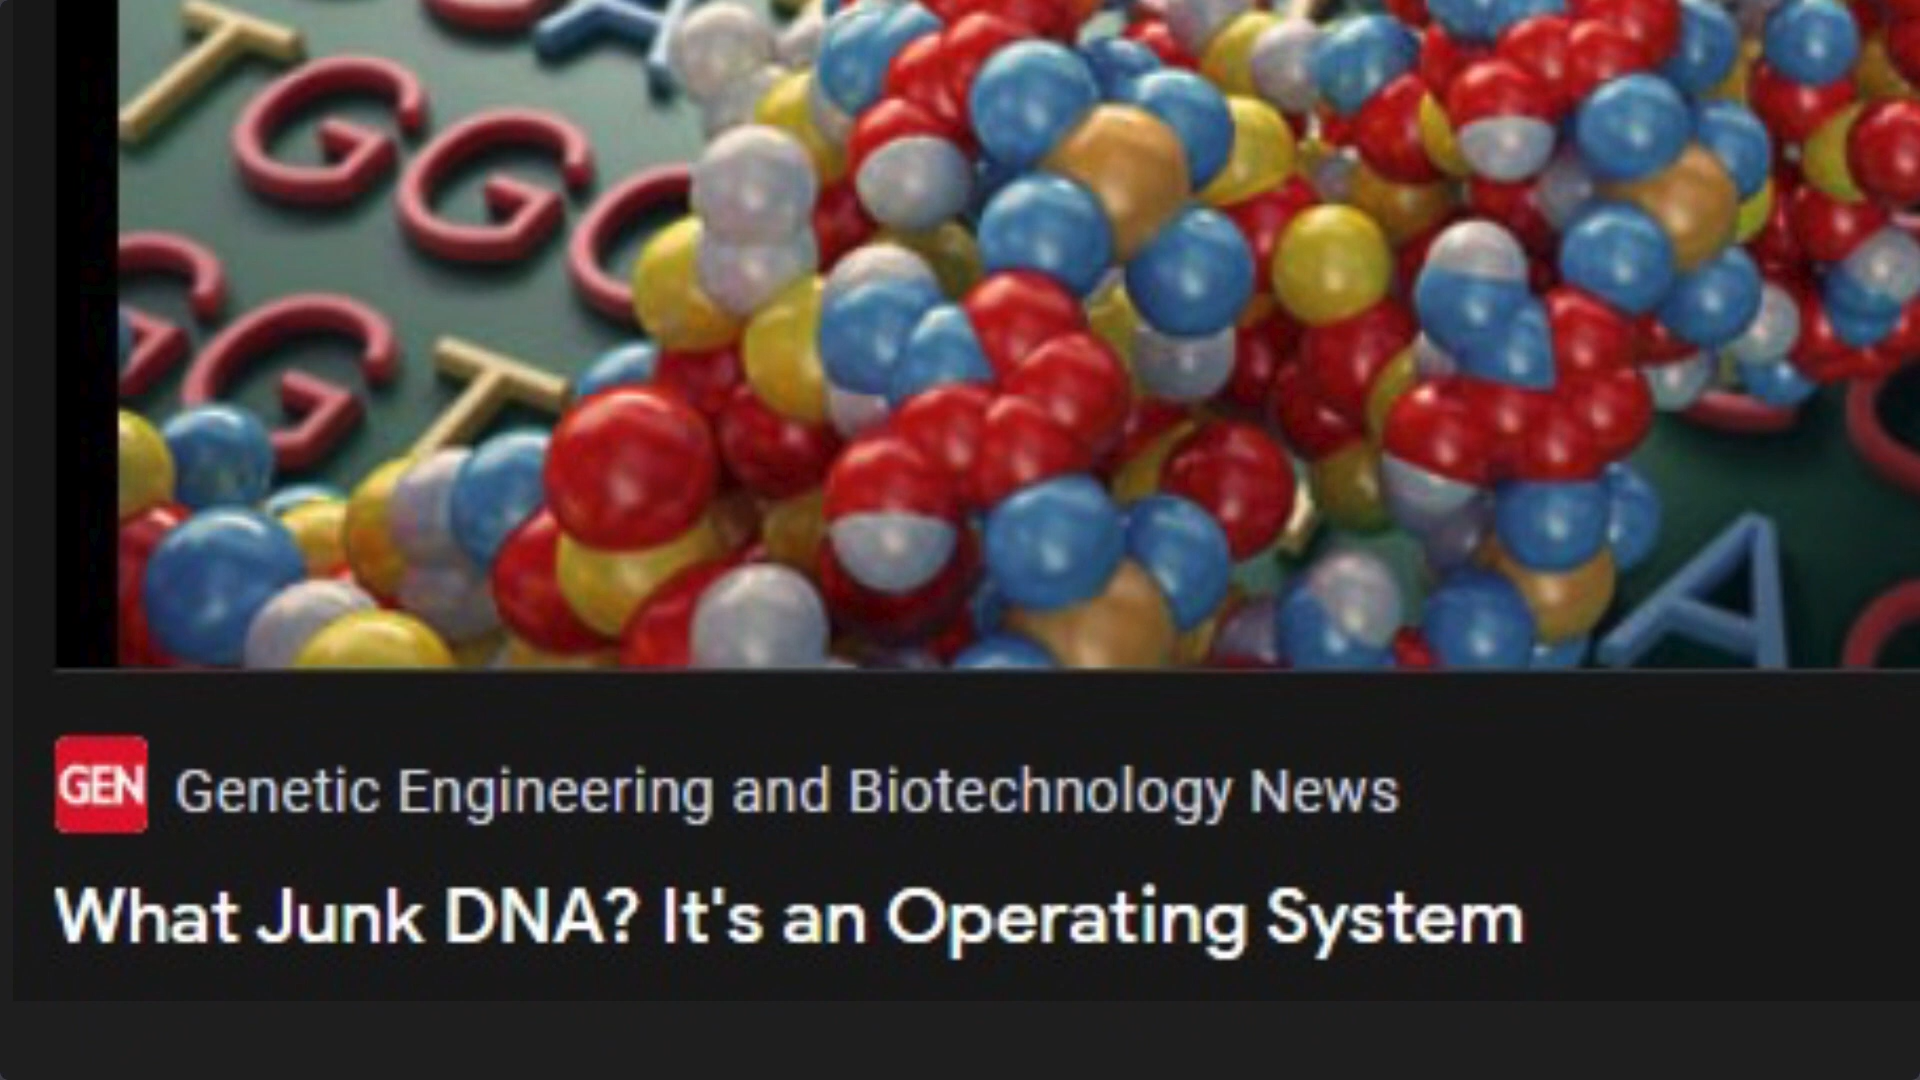 A
T G G C
G G T
A C
GEN Genetic Engineering and Biotechnology News
What Junk DNA? It's an Operating System